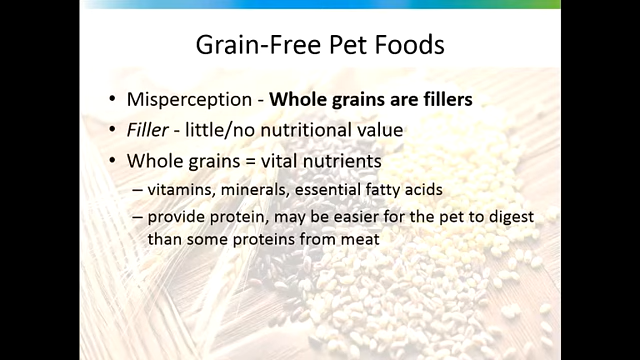 Grain-Free Pet Foods
• Misperception - Whole grains are fillers
• Filler - little/no nutritional value
• Whole grains = vital nutrients
– vitamins, minerals, essential fatty acids
– provide protein, may be easier for the pet to digest
than some proteins from meat